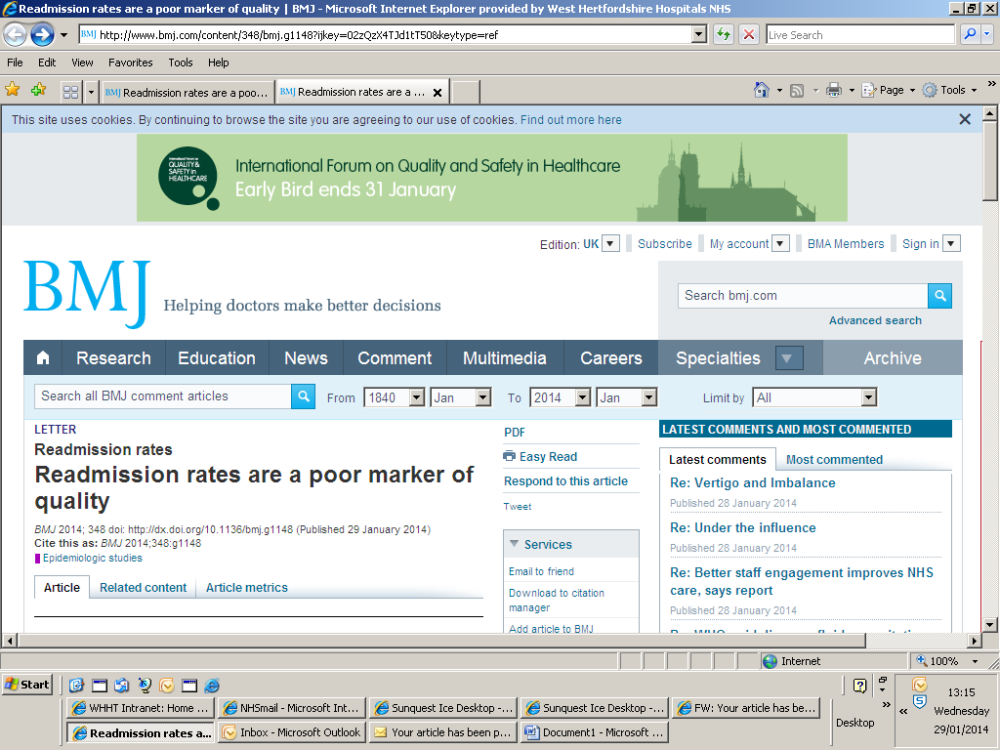 Readmission rates are a poor marker of quality | BMJ - Microsoft Internet Explorer provided by West Hertfordshire Hospitals NHS
BMJ http://www.bmj.com/content/348/bmj.g1148?ijkey=02zQzX4TJd1tT50&keytype=ref
Live Search
File Edit View Favorites Tools Help
BMJ Readmission rates are a poo...
BMJ Readmission rates are a ...
Page Tools
This site uses cookies. By continuing to browse the site you are agreeing to our use of cookies. Find out more here
International Forum on
QUALITY &
SAFETY in
HEALTHCARE
International Forum on Quality and Safety in Healthcare
Early Bird ends 31 January
Edition: UK Subscribe My account BMA Members Sign in
BMJ Helping doctors make better decisions
Search bmj.com
Advanced search
Research Education News Comment Multimedia Careers Specialties Archive
Search all BMJ comment articles From 1840 Jan To 2014 Jan Limit by All
LETTER
Readmission rates
Readmission rates are a poor marker of
quality
BMJ 2014; 348 doi: http://dx.doi.org/10.1136/bmj.g1148 (Published 29 January 2014)
Cite this as: BMJ 2014;348:g1148
Epidemiologic studies
Article Related content Article metrics
PDF
Easy Read
Respond to this article
Tweet
Services
Email to friend
Download to citation
manager
Add article to BMJ
LATEST COMMENTS AND MOST COMMENTED
Latest comments Most commented
Re: Vertigo and Imbalance
Published 28 January 2014
Re: Under the influence
Published 28 January 2014
Re: Better staff engagement improves NHS
care, says report
Published 28 January 2014
Internet 100%
Start
WHHT Intranet: Home ...
NHSmail - Microsoft Int...
Sunquest Ice Desktop -...
Sunquest Ice Desktop -...
FW: Your article has be...
Readmission rates a...
Inbox - Microsoft Outlook
Your article has been p...
Document1 - Microsoft ...
Desktop
13:15
Wednesday
29/01/2014